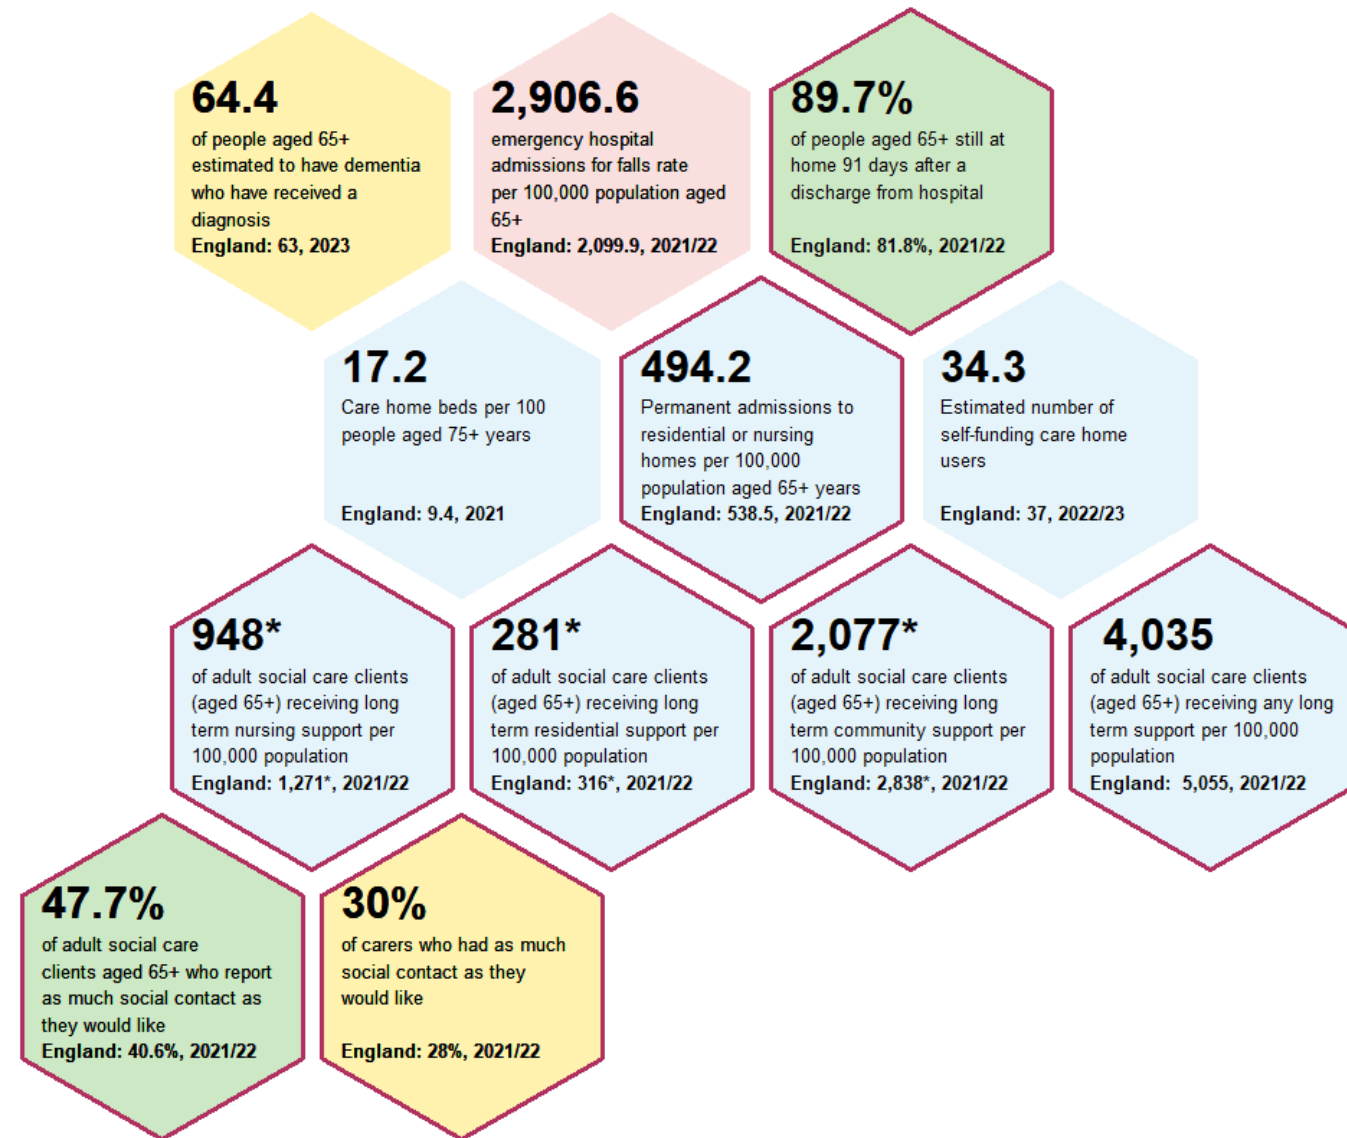 64.4
of people aged 65+
estimated to have dementia
who have received a
diagnosis
England: 63, 2023
2,906.6
emergency hospital
admissions for falls rate
per 100,000 population aged
65+
England: 2,099.9, 2021/22
89.7%
of people aged 65+ still at
home 91 days after a
discharge from hospital
England: 81.8%, 2021/22
17.2
Care home beds per 100
people aged 75+ years
England: 9.4, 2021
494.2
Permanent admissions to
residential or nursing
homes per 100,000
population aged 65+ years
England: 538.5, 2021/22
34.3
Estimated number of
self-funding care home
users
England: 37, 2022/23
948*
of adult social care clients
(aged 65+) receiving long
term nursing support per
100,000 population
England: 1,271*, 2021/22
281*
of adult social care clients
(aged 65+) receiving long
term residential support per
100,000 population
England: 316*, 2021/22
2,077*
of adult social care clients
(aged 65+) receiving long
term community support per
100,000 population
England: 2,838*, 2021/22
4,035
of adult social care clients
(aged 65+) receiving any long
term support per 100,000
population
England: 5,055, 2021/22
47.7%
of adult social care
clients aged 65+ who report
as much social contact as
they would like
England: 40.6%, 2021/22
30%
of carers who had as much
social contact as they
would like
England: 28%, 2021/22